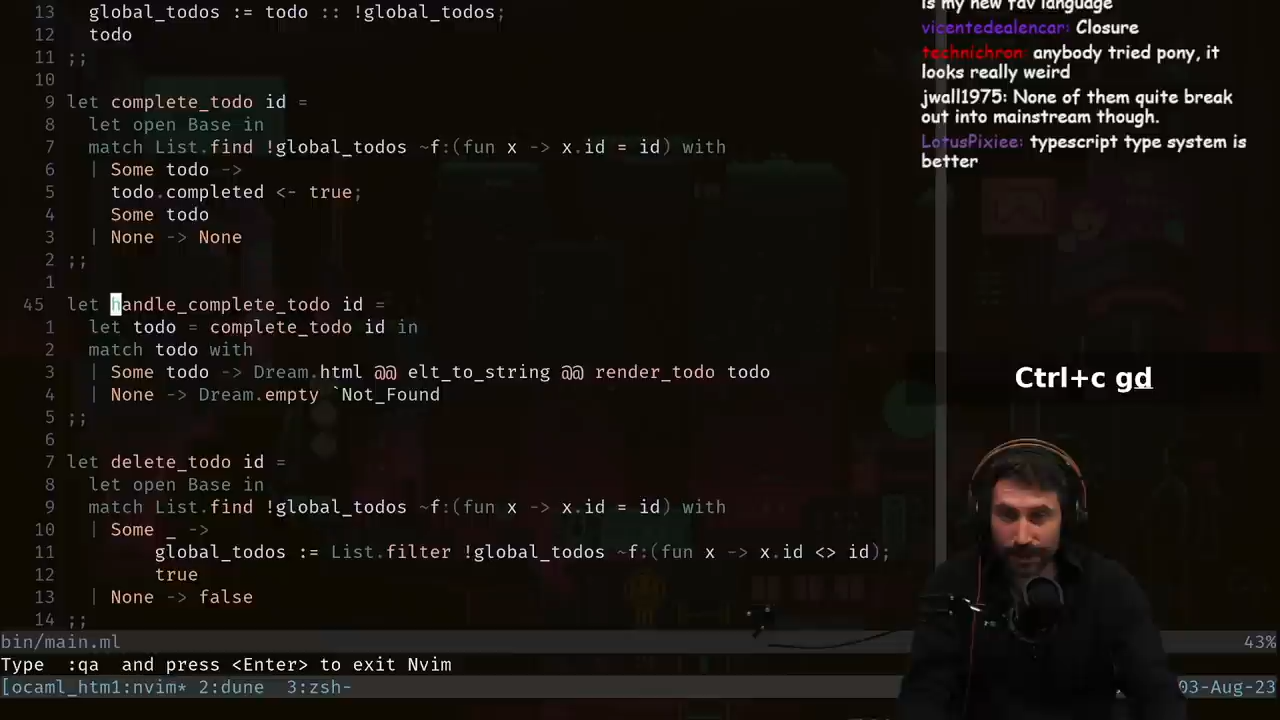 13 global_todos := todo :: !global_todos;
12 todo
11 ;;
10
9 let complete_todo id =
8 let open Base in
7 match List.find !global_todos ~f:(fun x -> x.id = id) with
6 | Some todo ->
5 todo.completed <- true;
4 Some todo
3 | None -> None
2 ;;
1
45 let handle_complete_todo id =
1 let todo = complete_todo id in
2 match todo with
3 | Some todo -> Dream.html @@ elt_to_string @@ render_todo todo
4 | None -> Dream.empty `Not_Found
5 ;;
6
7 let delete_todo id =
8 let open Base in
9 match List.find !global_todos ~f:(fun x -> x.id = id) with
10 | Some _ ->
11 global_todos := List.filter !global_todos ~f:(fun x -> x.id <> id);
12 true
13 | None -> false
14 ;;
bin/main.ml 43%
Type :qa and press <Enter> to exit Nvim
[ocaml_htm1:nvim* 2:dune 3:zsh- 03-Aug-23
is my new fav language
vicentedealencar: Closure
technichron: anybody tried pony, it
looks really weird
jwall1975: None of them quite break
out into mainstream though.
LotusPixiee: typescript type system is
better
Ctrl+c gd